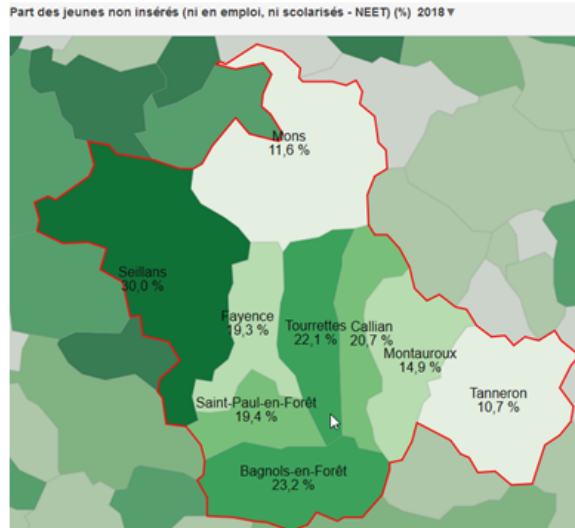 Part des jeunes non insérés (ni en emploi, ni scolarisés - NEET) (%) 2018▼
Mons
11,6 %
Seillans
30,0 %
Fayence
19,3 %
Tourrettes
22,1 %
Callian
20,7 %
Montauroux
14,9 %
Tanneron
10,7 %
Saint-Paul-en-Forêt
19,4 %
Bagnols-en-Forêt
23,2 %